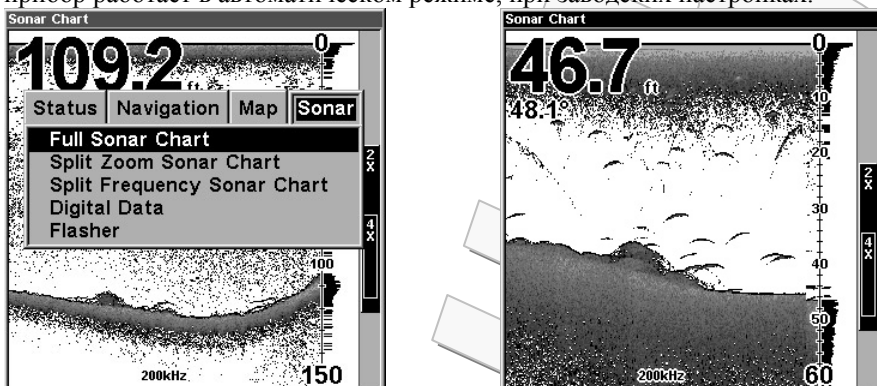 прибор работает в автоматическом режиме, при заводских настройках.
Sonar Chart
109.2 ft
0
Status Navigation Map Sonar
Full Sonar Chart
Split Zoom Sonar Chart
Split Frequency Sonar Chart
Digital Data
Flasher
2X
4X
100
200kHz
150
Sonar Chart
46.7 ft
48.1°
0
10
20
30
40
50
60
2X
4X
200kHz